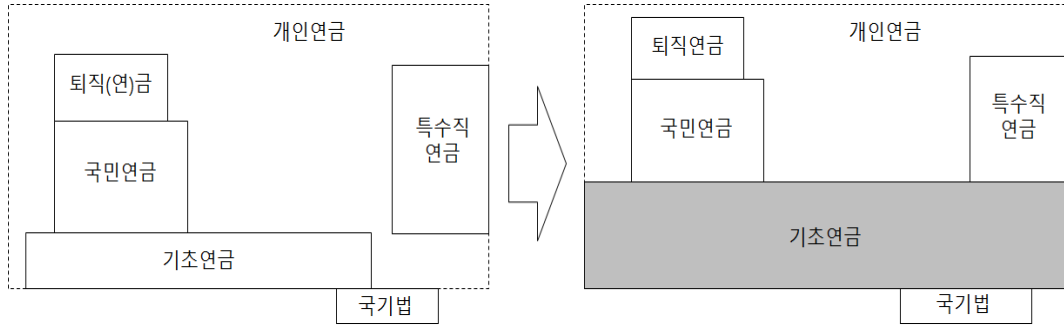 개인연금
퇴직(연)금
국민연금
특수직
연금
기초연금
국기법
개인연금
퇴직연금
국민연금
특수직
연금
기초연금
국기법